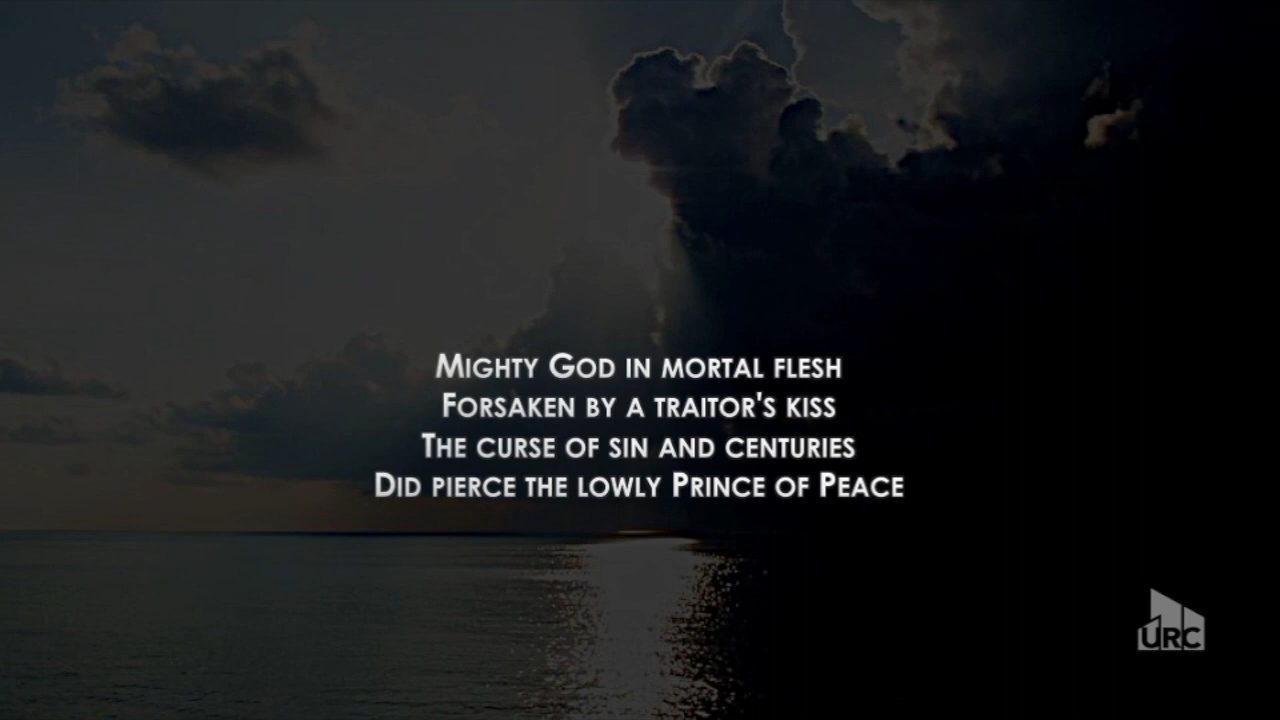 Mighty God in mortal flesh
Forsaken by a traitor's kiss
The curse of sin and centuries
Did pierce the lowly Prince of Peace
URC